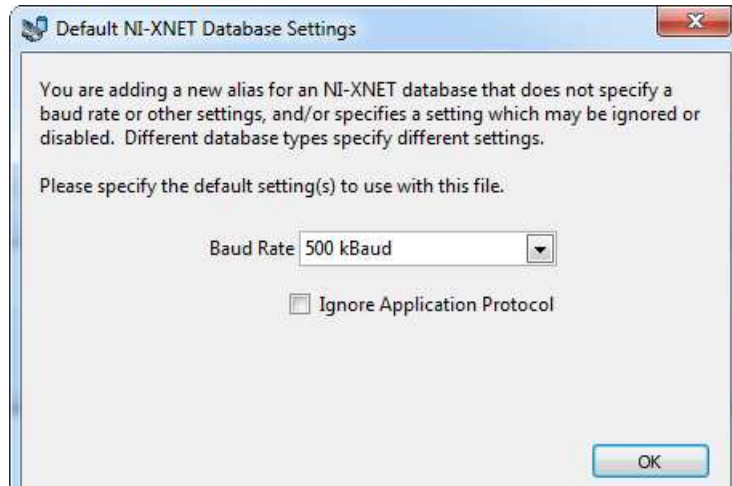 Default NI-XNET Database Settings
You are adding a new alias for an NI-XNET database that does not specify a
baud rate or other settings, and/or specifies a setting which may be ignored or
disabled.  Different database types specify different settings.
Please specify the default setting(s) to use with this file.
Baud Rate 500 kBaud
Ignore Application Protocol
OK